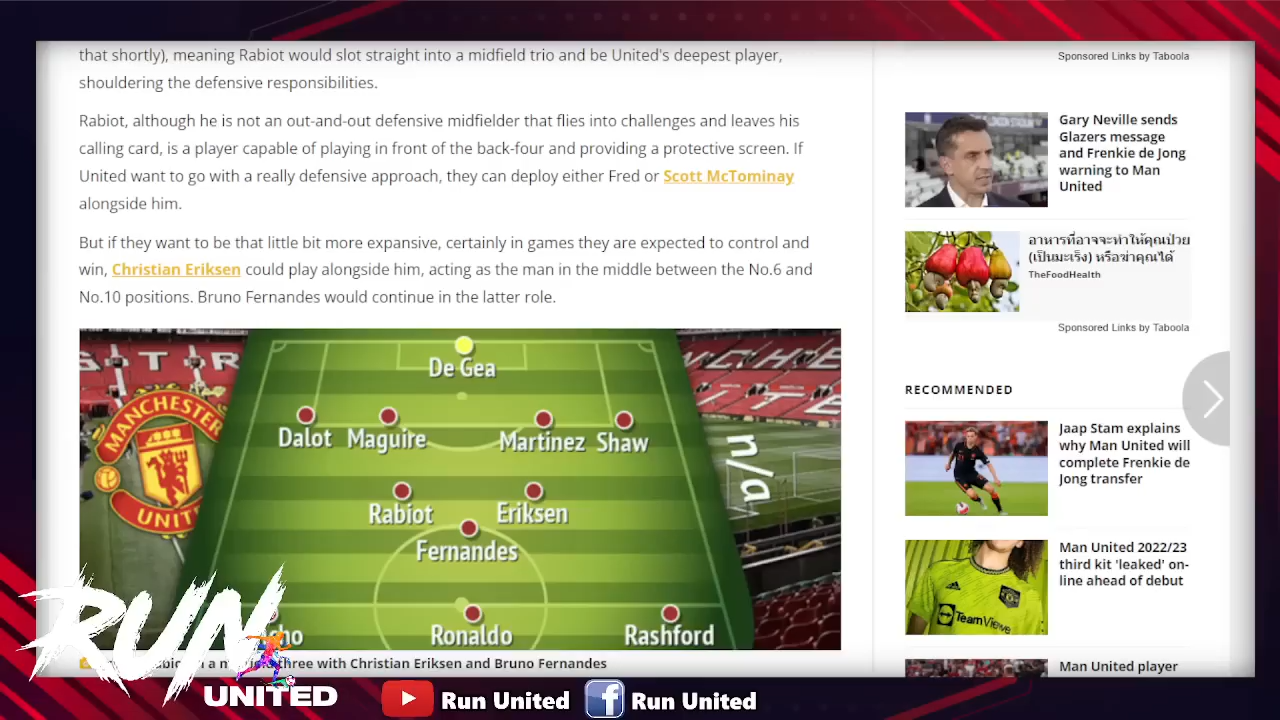 that shortly), meaning Rabiot would slot straight into a midfield trio and be United's deepest player,
shouldering the defensive responsibilities.
Rabiot, although he is not an out-and-out defensive midfielder that flies into challenges and leaves his
calling card, is a player capable of playing in front of the back-four and providing a protective screen. If
United want to go with a really defensive approach, they can deploy either Fred or Scott McTominay
alongside him.
But if they want to be that little bit more expansive, certainly in games they are expected to control and
win, Christian Eriksen could play alongside him, acting as the man in the middle between the No.6 and
No.10 positions. Bruno Fernandes would continue in the latter role.
De Gea
Dalot Maguire Martinez Shaw
Rabiot Eriksen
Fernandes
Ronaldo Rashford
MANCHESTER
UNITED
n/a
three with Christian Eriksen and Bruno Fernandes
Sponsored Links by Taboola
Gary Neville sends
Glazers message
and Frenkie de Jong
warning to Man
United
อาหารที่อาจจะทำให้คุณป่วย
(เป็นมะเร็ง) หรือฆ่าคุณได้
TheFoodHealth
Sponsored Links by Taboola
RECOMMENDED
Jaap Stam explains
why Man United will
complete Frenkie de
Jong transfer
Man United 2022/23
third kit 'leaked' on-
line ahead of debut
TeamViewer
Man United player
RUN
UNITED
Run United
Run United